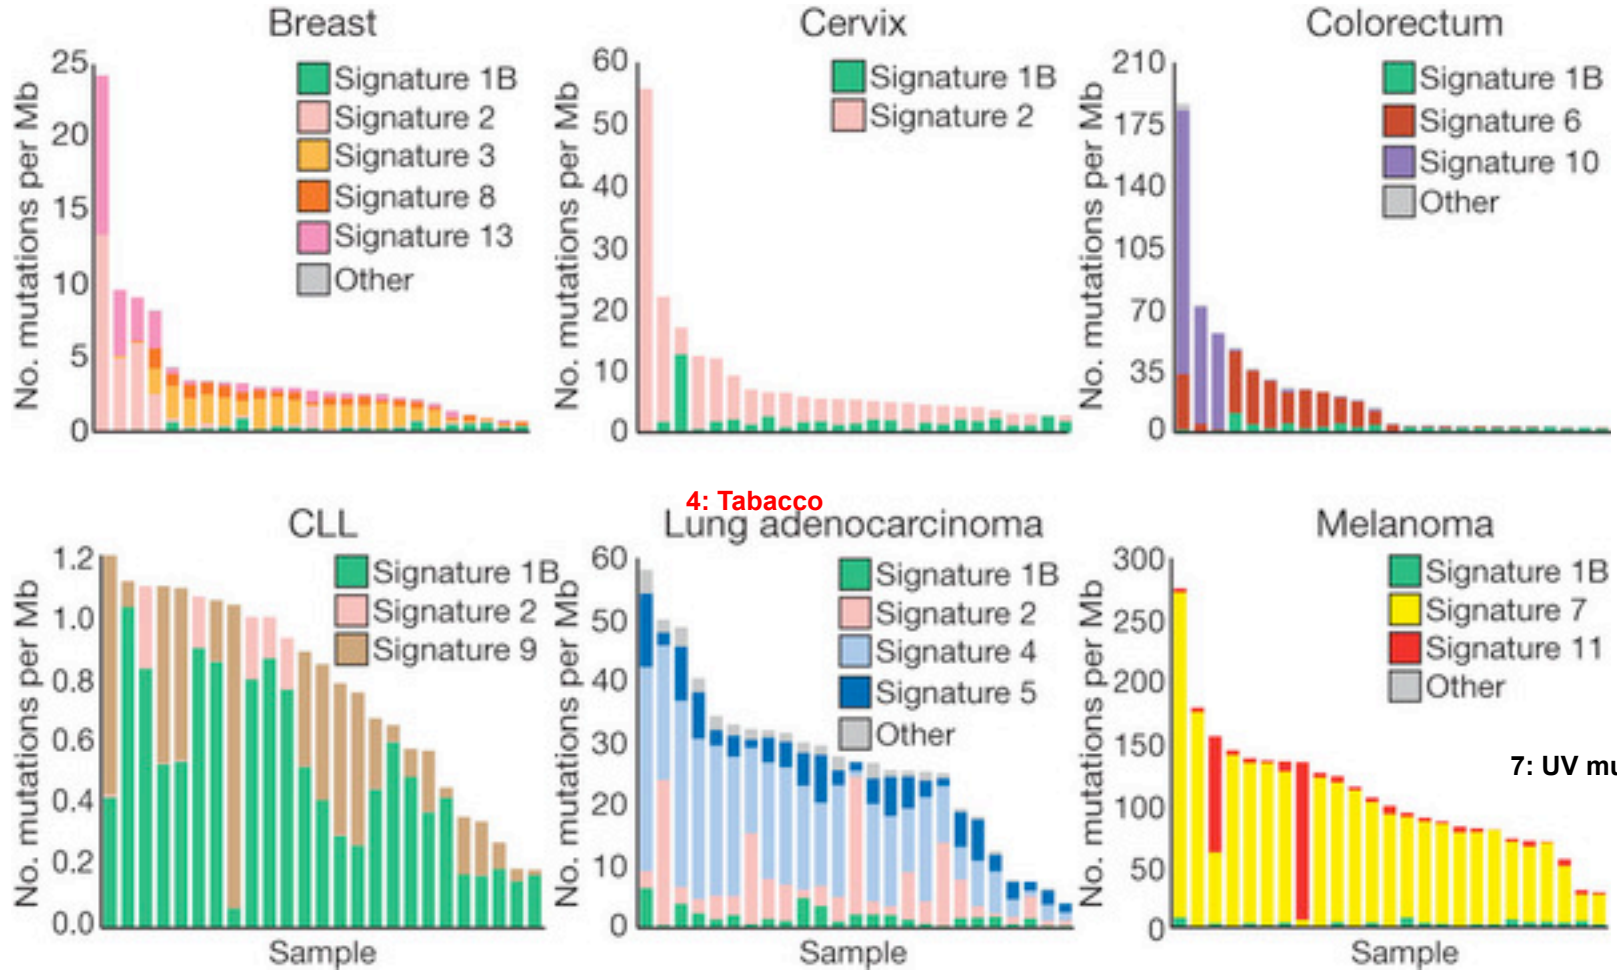 Breast
No. mutations per Mb
25
20
15
10
5
0
Signature 1B
Signature 2
Signature 3
Signature 8
Signature 13
Other
Cervix
No. mutations per Mb
60
50
40
30
20
10
0
Signature 1B
Signature 2
Colorectum
No. mutations per Mb
210
175
140
105
70
35
0
Signature 1B
Signature 6
Signature 10
Other
CLL
No. mutations per Mb
1.2
1.0
0.8
0.6
0.4
0.2
0.0
Signature 1B
Signature 2
Signature 9
Sample
4: Tabacco
Lung adenocarcinoma
No. mutations per Mb
60
50
40
30
20
10
0
Signature 1B
Signature 2
Signature 4
Signature 5
Other
Sample
Melanoma
No. mutations per Mb
300
250
200
150
100
50
0
Signature 1B
Signature 7
Signature 11
Other
7: UV mu
Sample